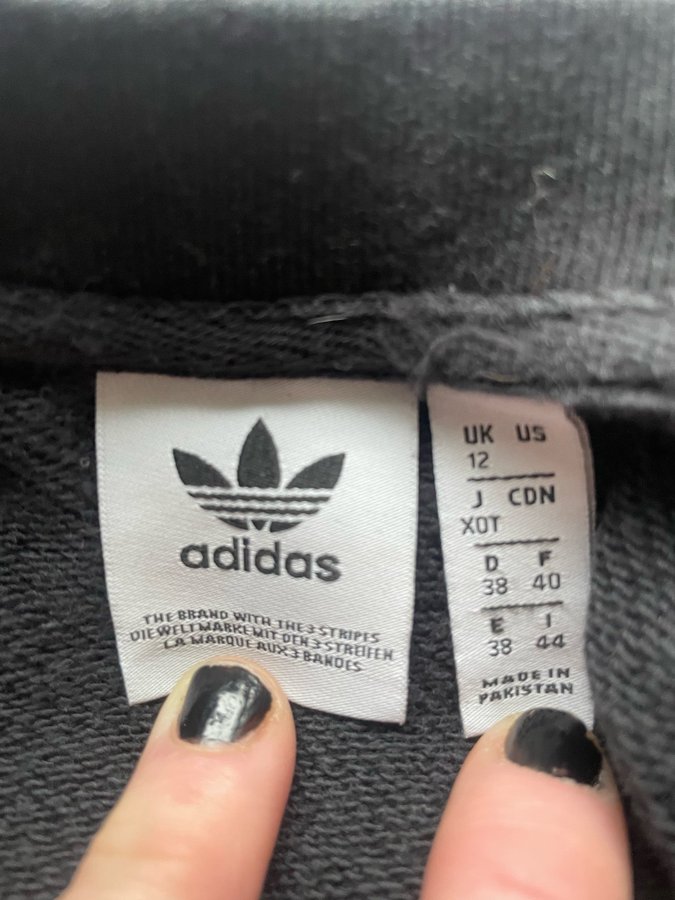 adidas
THE BRAND WITH THE 3 STRIPES
DIE WELTMARKE MIT DEN 3 STREIFEN
LA MARQUE AUX 3 BANDES
UK US
12
J CDN
XOT
D F
38 40
E I
38 44
MADE IN
PAKISTAN